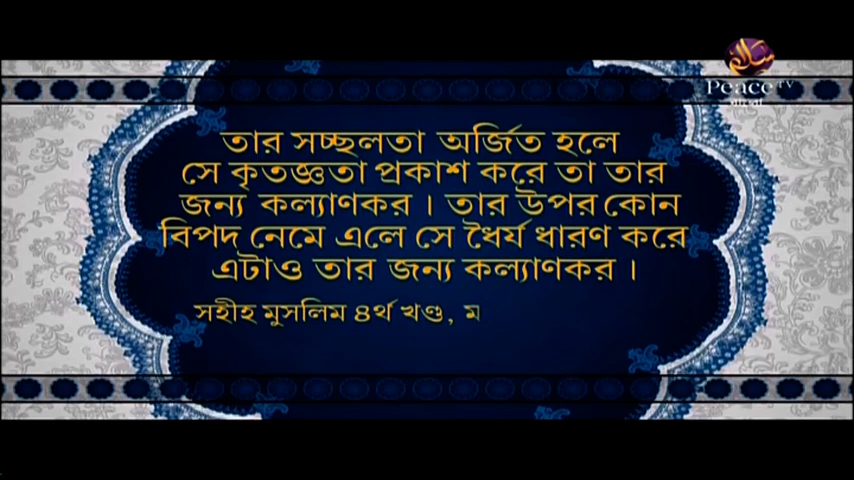 سلام
Peace TV
বাংলা
তার সচ্ছলতা অর্জিত হলে
সে কৃতজ্ঞতা প্রকাশ করে তা তার
জন্য কল্যাণকর । তার উপর কোন
বিপদ নেমে এলে সে ধৈর্য ধারণ করে
এটাও তার জন্য কল্যাণকর ।
সহীহ মুসলিম ৪র্থ খণ্ড, ম